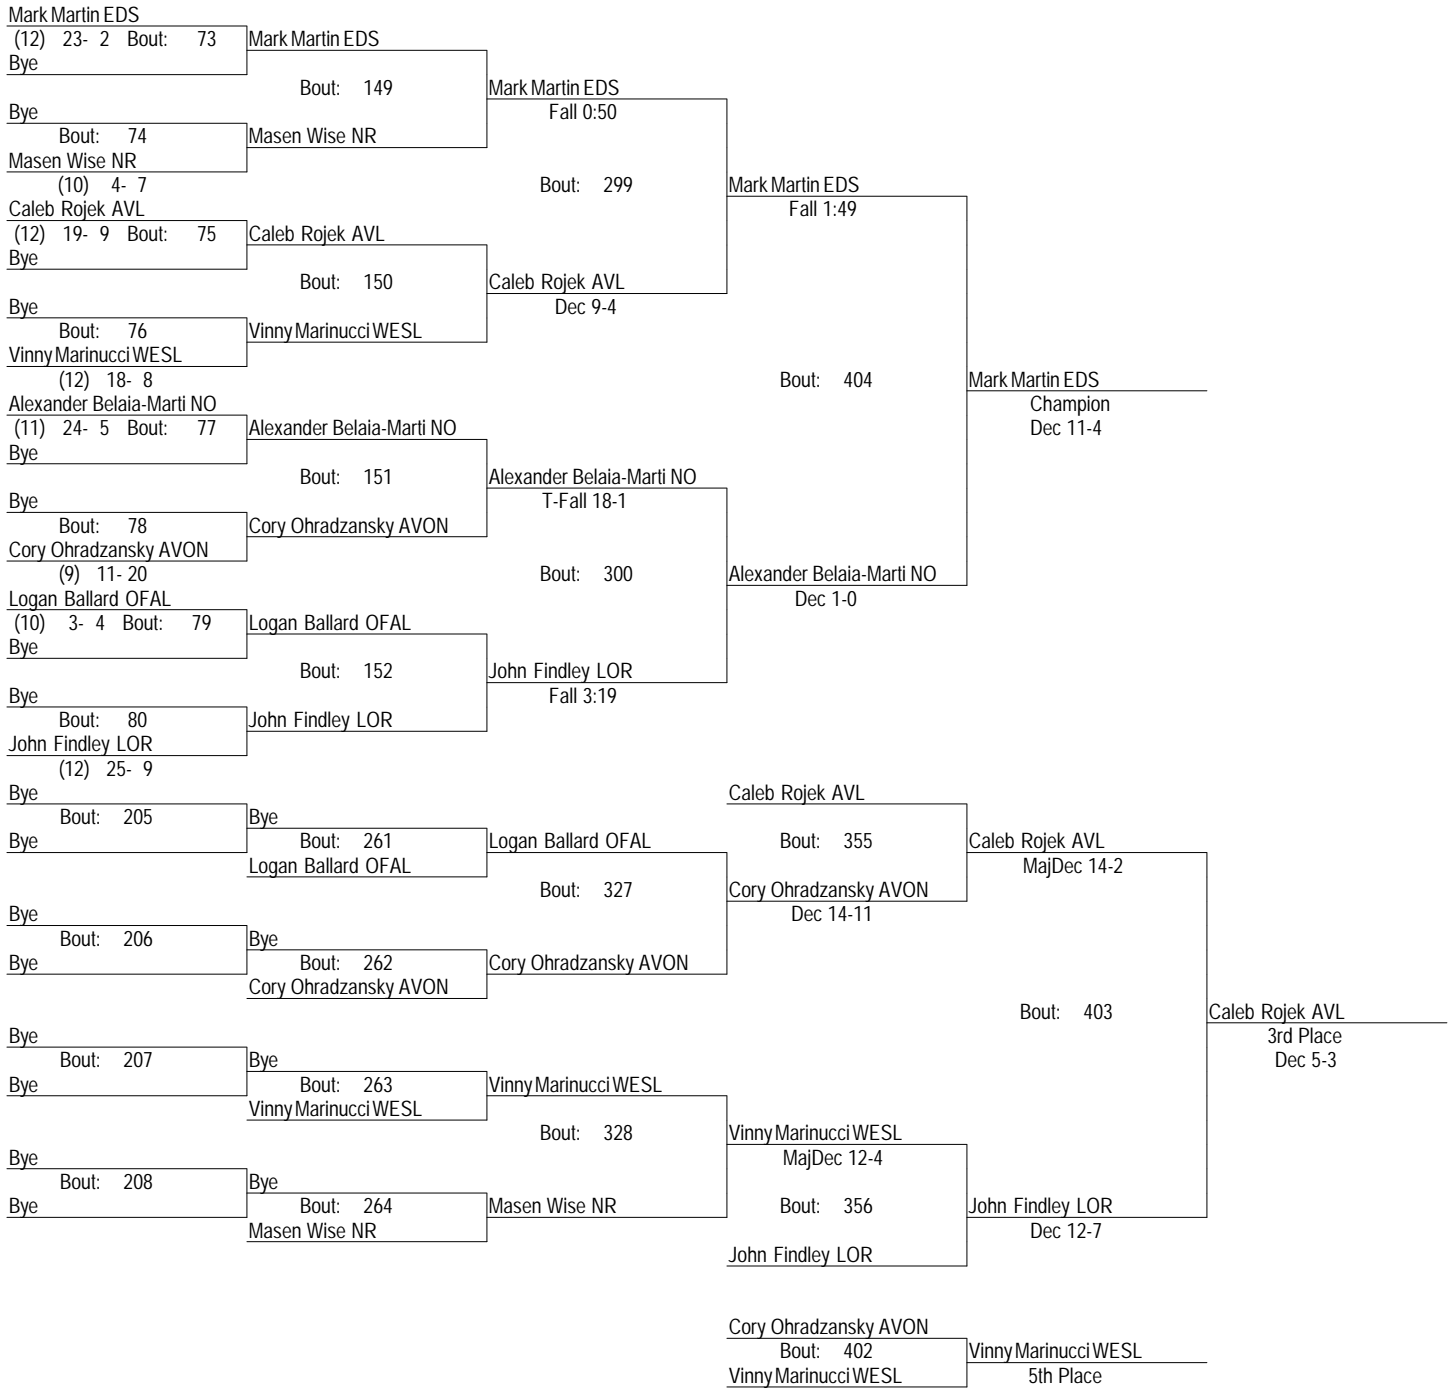 Mark Martin EDS
(12) 23- 2 Bout: 73 Mark Martin EDS
Bye
Bout: 149 Mark Martin EDS
Bye Fall 0:50
Bout: 74 Masen Wise NR
Masen Wise NR
(10) 4- 7 Bout: 299 Mark Martin EDS
Caleb Rojek AVL Fall 1:49
(12) 19- 9 Bout: 75 Caleb Rojek AVL
Bye
Bout: 150 Caleb Rojek AVL
Bye Dec 9-4
Bout: 76 Vinny Marinucci WESL
Vinny Marinucci WESL
(12) 18- 8 Bout: 404 Mark Martin EDS
Alexander Belaia-Marti NO Champion
(11) 24- 5 Bout: 77 Alexander Belaia-Marti NO Dec 11-4
Bye
Bout: 151 Alexander Belaia-Marti NO
Bye T-Fall 18-1
Bout: 78 Cory Ohradzansky AVON
Cory Ohradzansky AVON
(9) 11- 20 Bout: 300 Alexander Belaia-Marti NO
Logan Ballard OFAL Dec 1-0
(10) 3- 4 Bout: 79 Logan Ballard OFAL
Bye
Bout: 152 John Findley LOR
Bye Fall 3:19
Bout: 80 John Findley LOR
John Findley LOR
(12) 25- 9
Bye Caleb Rojek AVL
Bout: 205 Bye
Bye Bout: 261 Logan Ballard OFAL Bout: 355 Caleb Rojek AVL
Logan Ballard OFAL MajDec 14-2
Bout: 327 Cory Ohradzansky AVON
Bye Dec 14-11
Bout: 206 Bye
Bye Bout: 262 Cory Ohradzansky AVON
Cory Ohradzansky AVON
Bout: 403 Caleb Rojek AVL
Bye 3rd Place
Bout: 207 Bye Dec 5-3
Bye Bout: 263 Vinny Marinucci WESL
Vinny Marinucci WESL
Bout: 328 Vinny Marinucci WESL
Bye MajDec 12-4
Bout: 208 Bye
Bye Bout: 264 Masen Wise NR Bout: 356 John Findley LOR
Masen Wise NR Dec 12-7
John Findley LOR
Cory Ohradzansky AVON
Bout: 402 Vinny Marinucci WESL
Vinny Marinucci WESL 5th Place